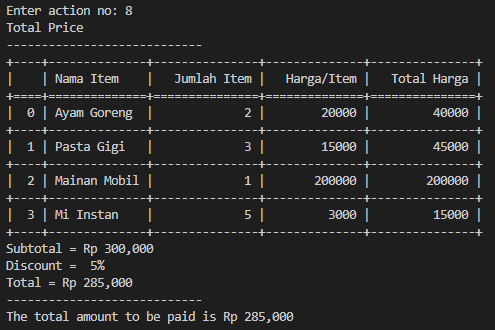 Enter action no: 8
Total Price
----------------------------
+----+--------------+---------------+--------------+---------------+
|    | Nama Item    |   Jumlah Item |   Harga/Item |   Total Harga |
+====+==============+===============+==============+===============+
|  0 | Ayam Goreng  |             2 |        20000 |         40000 |
+----+--------------+---------------+--------------+---------------+
|  1 | Pasta Gigi   |             3 |        15000 |         45000 |
+----+--------------+---------------+--------------+---------------+
|  2 | Mainan Mobil |             1 |       200000 |        200000 |
+----+--------------+---------------+--------------+---------------+
|  3 | Mi Instan    |             5 |         3000 |         15000 |
+----+--------------+---------------+--------------+---------------+
Subtotal = Rp 300,000
Discount =  5%
Total = Rp 285,000
----------------------------
The total amount to be paid is Rp 285,000